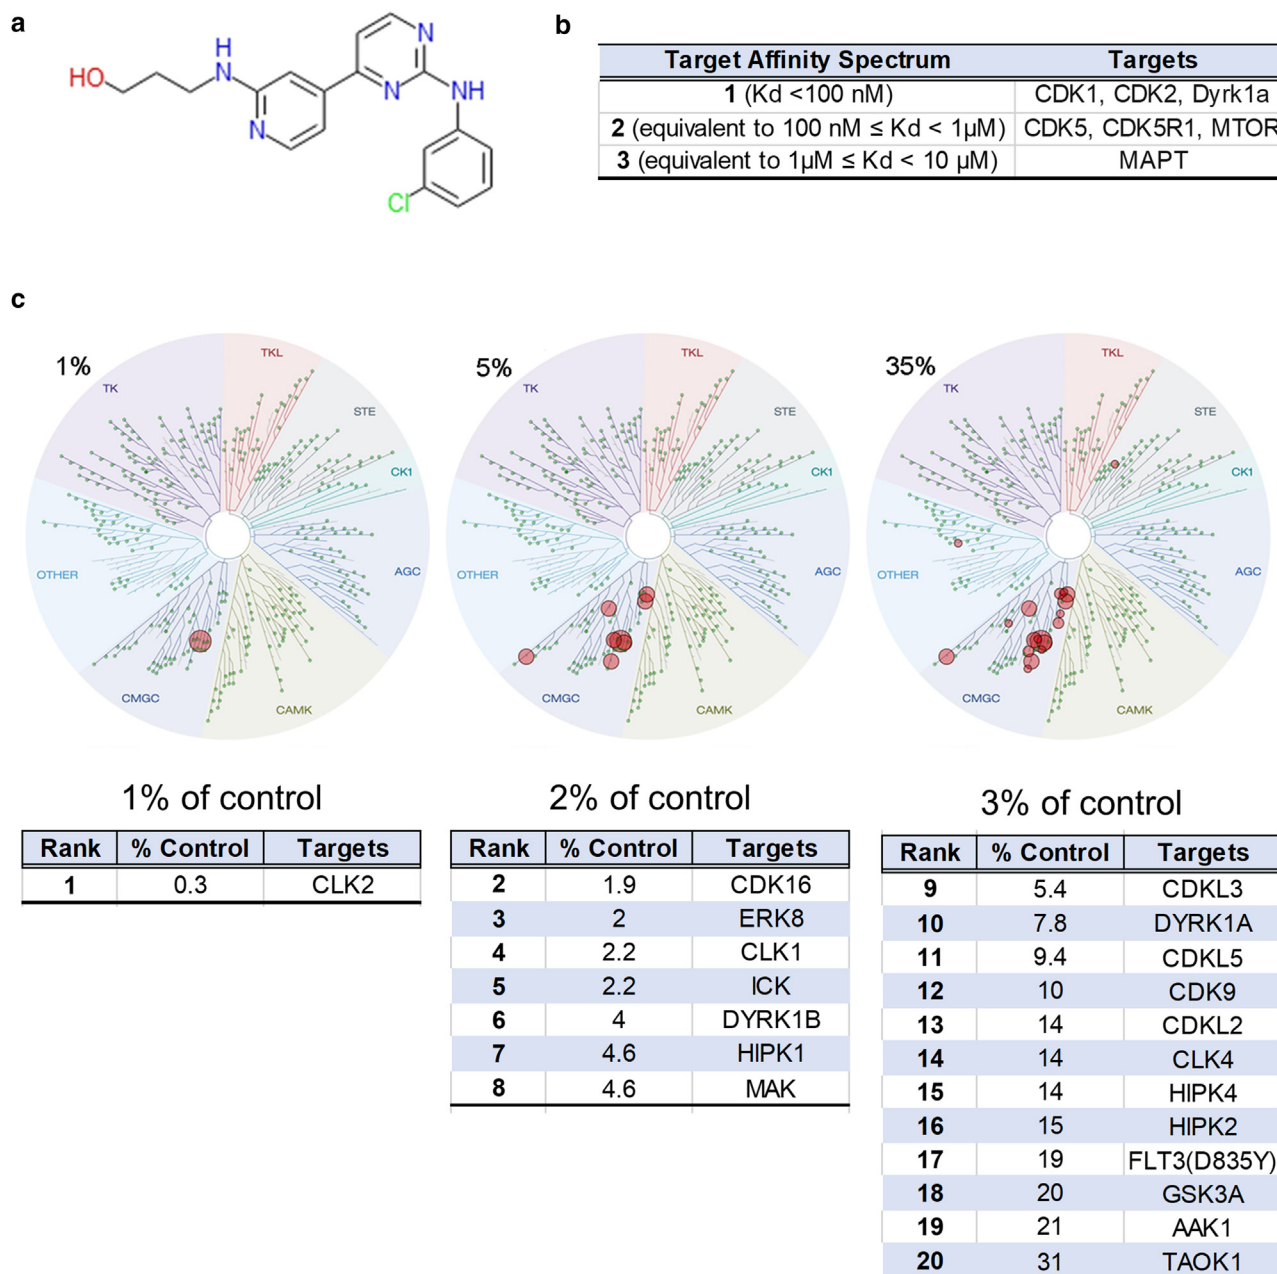 a
HO
H
N
N
N
N
NH
Cl
b
Target Affinity Spectrum Targets
1 (Kd <100 nM) CDK1, CDK2, Dyrk1a
2 (equivalent to 100 nM ≤ Kd < 1µM) CDK5, CDK5R1, MTOR
3 (equivalent to 1µM ≤ Kd < 10 µM) MAPT
c
1%
TK
TKL
STE
CK1
AGC
CAMK
CMGC
OTHER
5%
TK
TKL
STE
CK1
AGC
CAMK
CMGC
OTHER
35%
TK
TKL
STE
CK1
AGC
CAMK
CMGC
OTHER
1% of control
Rank % Control Targets
1 0.3 CLK2
2% of control
Rank % Control Targets
2 1.9 CDK16
3 2 ERK8
4 2.2 CLK1
5 2.2 ICK
6 4 DYRK1B
7 4.6 HIPK1
8 4.6 MAK
3% of control
Rank % Control Targets
9 5.4 CDKL3
10 7.8 DYRK1A
11 9.4 CDKL5
12 10 CDK9
13 14 CDKL2
14 14 CLK4
15 14 HIPK4
16 15 HIPK2
17 19 FLT3(D835Y)
18 20 GSK3A
19 21 AAK1
20 31 TAOK1